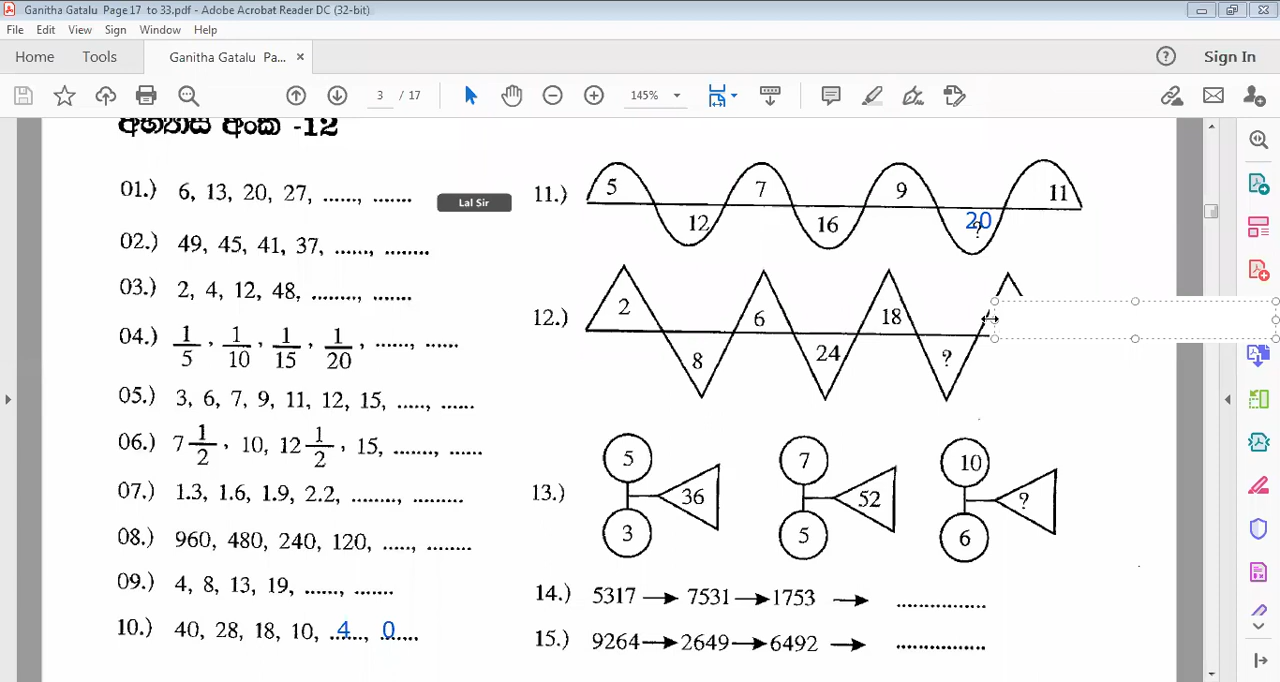 Ganitha Gatalu Page 17 to 33.pdf - Adobe Acrobat Reader DC (32-bit)
File Edit View Sign Window Help
Home Tools Ganitha Gatalu Pa... × Sign In
3 / 17 145%
අභ්‍යාස අංක -12
Lal Sir
01.) 6, 13, 20, 27, ......, .......
02.) 49, 45, 41, 37, ......, ........
03.) 2, 4, 12, 48, ........, .......
04.) 1/5, 1/10, 1/15, 1/20, ......, ......
05.) 3, 6, 7, 9, 11, 12, 15, ....., ......
06.) 7 1/2, 10, 12 1/2, 15, ......., ......
07.) 1.3, 1.6, 1.9, 2.2, ........., ..........
08.) 960, 480, 240, 120, ....., ........
09.) 4, 8, 13, 19, ......, .......
10.) 40, 28, 18, 10, ..4..., ..0.....
11.) 5 12 7 16 9 20 ? 11
12.) 2 8 6 24 18 ?
13.) 5 3 36 7 5 52 10 6 ?
14.) 5317 → 7531 → 1753 → ...............
15.) 9264 → 2649 → 6492 → ...............